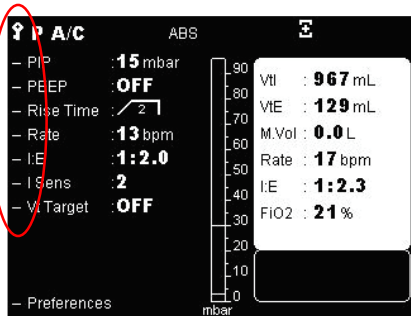 P A/C ABS
– PIP :15 mbar
– PEEP :OFF
– Rise Time : 2
– Rate :13 bpm
– I:E :1:2.0
– I Sens :2
– Vt Target :OFF
– Preferences
90
80
70
60
50
40
30
20
10
0
mbar
VtI : 967 mL
VtE : 129 mL
M.Vol : 0.0 L
Rate : 17 bpm
I:E : 1:2.3
FiO2 : 21 %